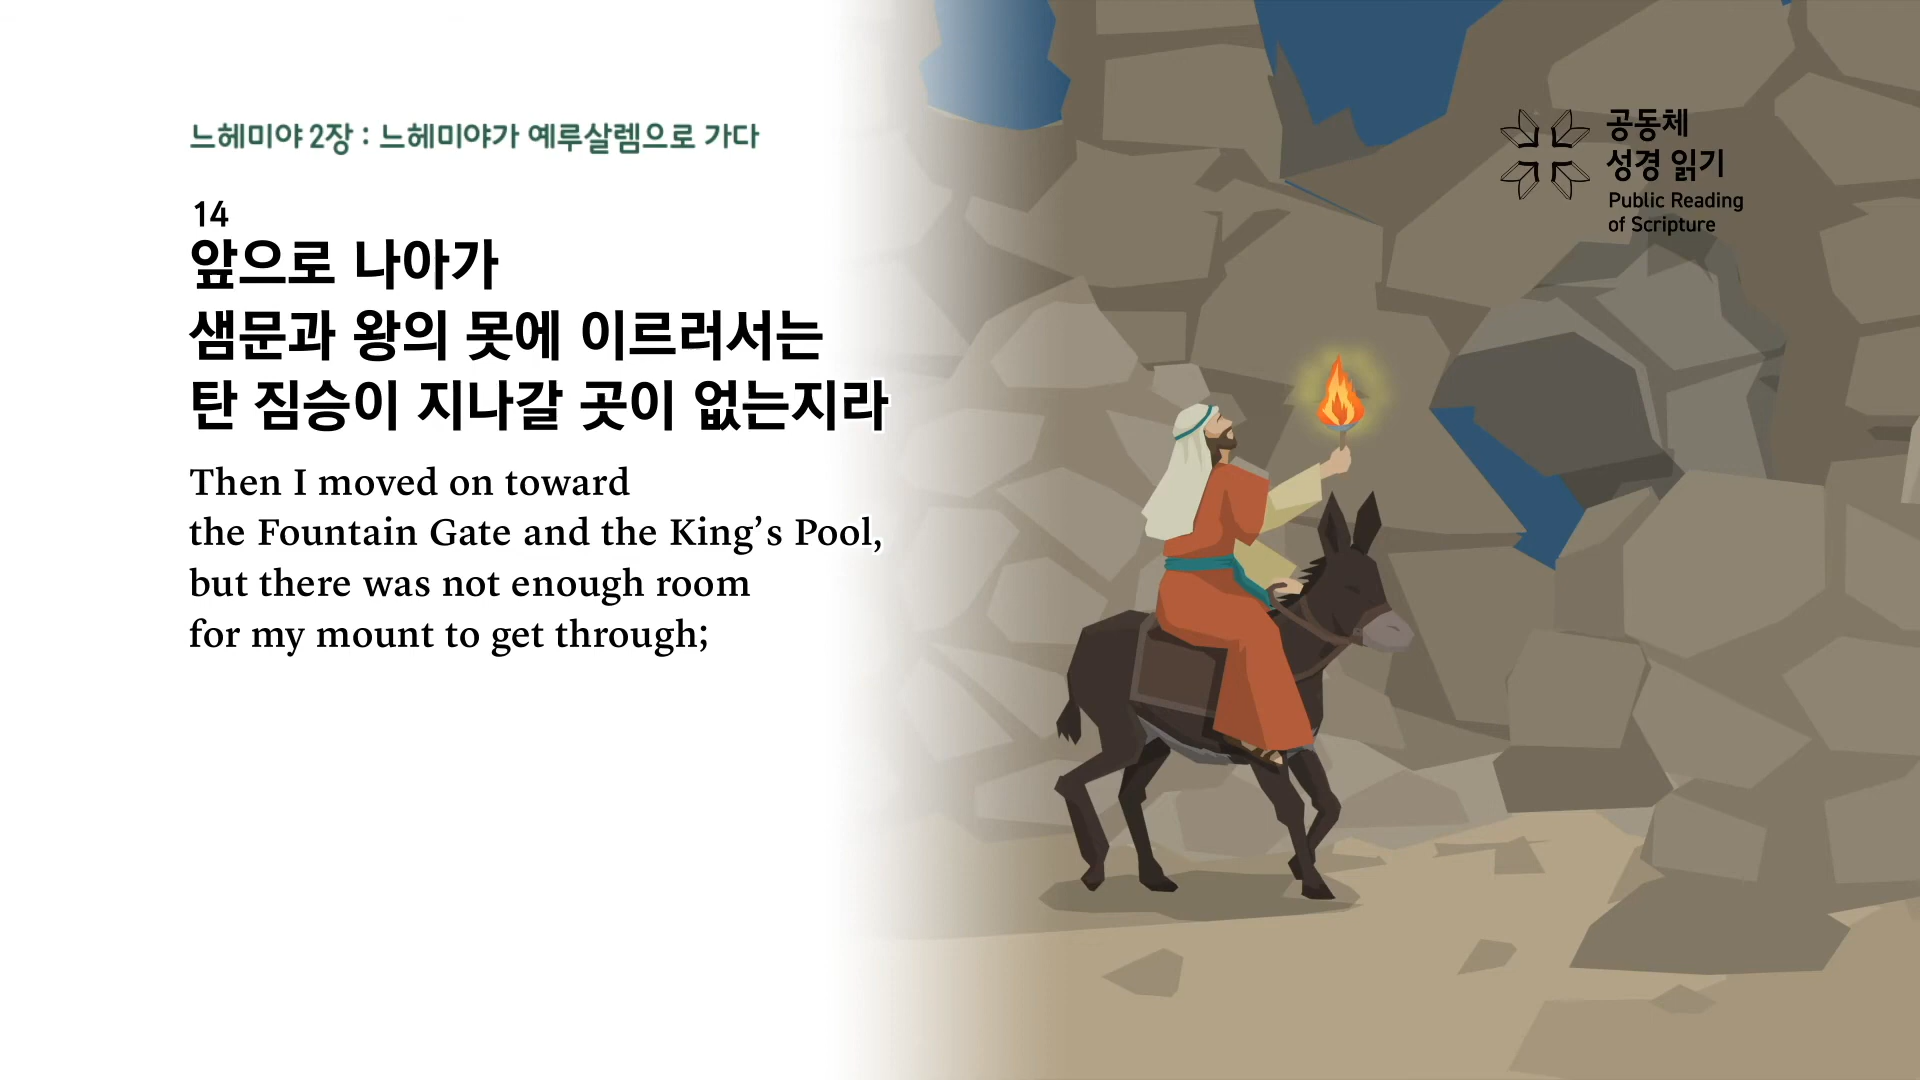 느헤미야 2장 : 느헤미야가 예루살렘으로 가다
14
앞으로 나아가
샘문과 왕의 못에 이르러서는
탄 짐승이 지나갈 곳이 없는지라
Then I moved on toward
the Fountain Gate and the King’s Pool,
but there was not enough room
for my mount to get through;
공동체
성경 읽기
Public Reading
of Scripture